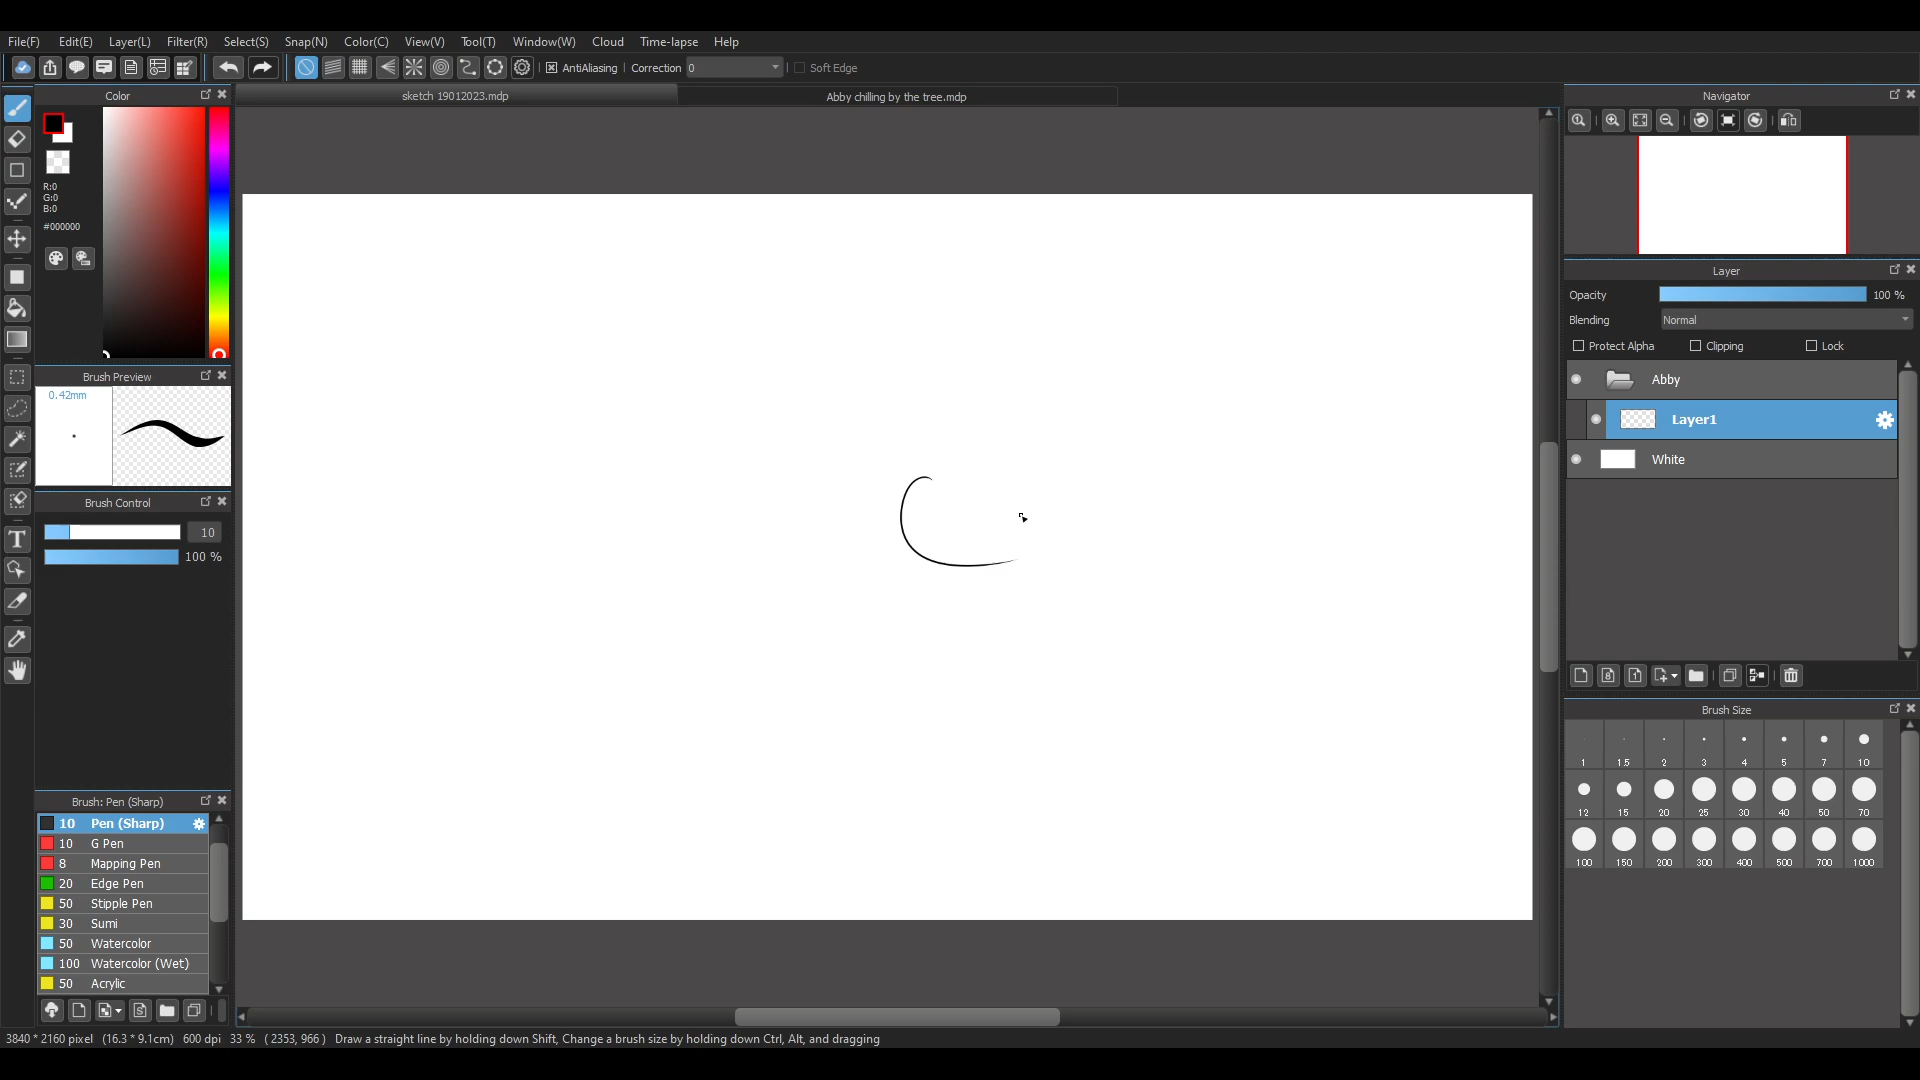 File(F) Edit(E) Layer(L) Filter(R) Select(S) Snap(N) Color(C) View(V) Tool(T) Window(W) Cloud Time-lapse Help
AntiAliasing Correction 0 Soft Edge
Color
R:0
G:0
B:0
#000000
Brush Preview
0.42mm
Brush Control
10
100 %
Brush: Pen (Sharp)
10 Pen (Sharp)
10 G Pen
8 Mapping Pen
20 Edge Pen
50 Stipple Pen
30 Sumi
50 Watercolor
100 Watercolor (Wet)
50 Acrylic
sketch 19012023.mdp Abby chilling by the tree.mdp
Navigator
Layer
Opacity 100 %
Blending Normal
Protect Alpha Clipping Lock
Abby
Layer1
White
Brush Size
1 1.5 2 3 4 5 7 10
12 15 20 25 30 40 50 70
100 150 200 300 400 500 700 1000
3840 * 2160 pixel (16.3 * 9.1cm) 600 dpi 33 % ( 2353, 966 ) Draw a straight line by holding down Shift, Change a brush size by holding down Ctrl, Alt, and dragging